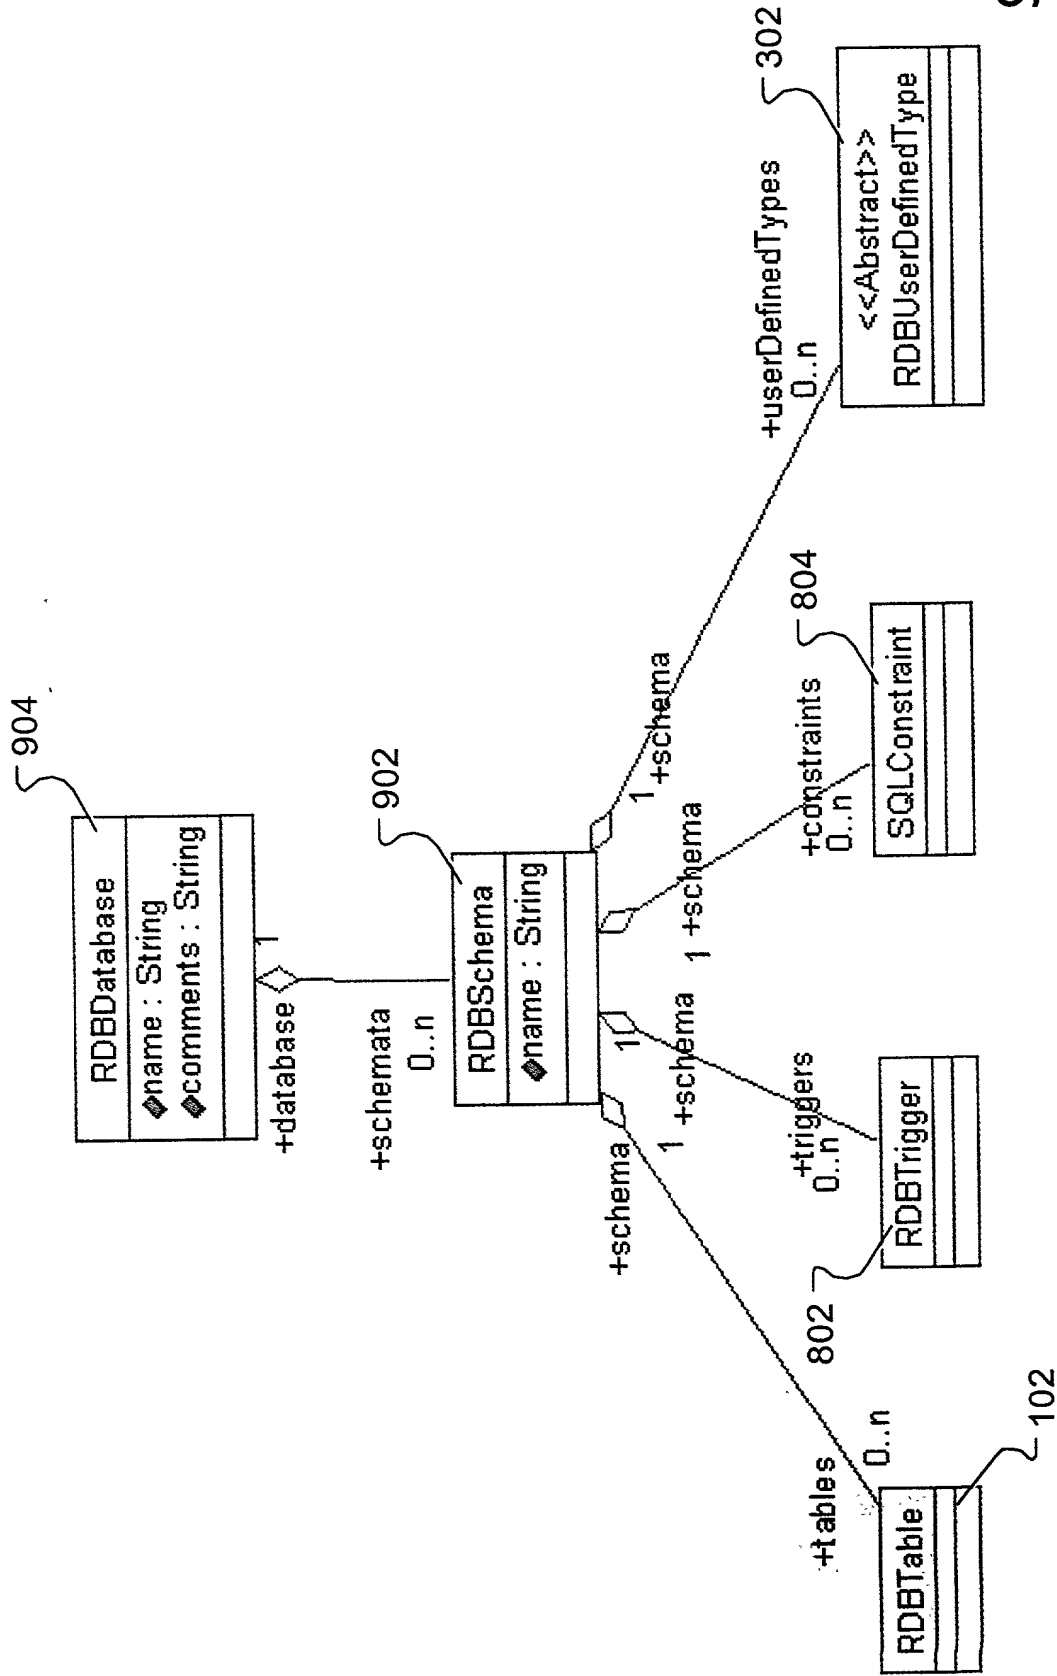 904
RDBDatabase
name : String
comments : String
1
+database
+schemata
0..n
902
RDBSchema
name : String
+schema
1
+schema
1
1 +schema
1 +schema
+tables
0..n
RDBTable
102
+triggers
0..n
802
RDBTrigger
+constraints
0..n
804
SQLConstraint
+userDefinedTypes
0..n
302
<<Abstract>>
RDBUserDefinedType